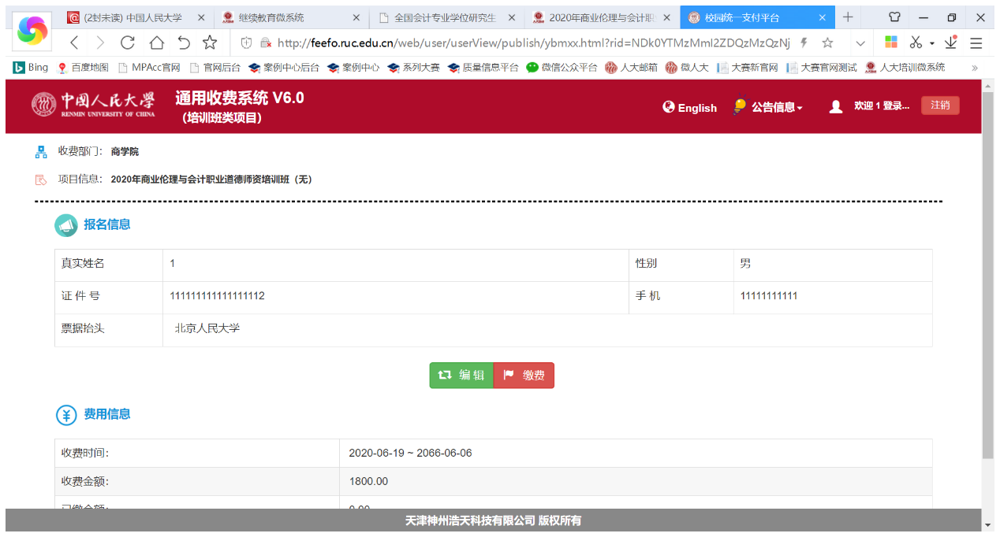 (2封未读) 中国人民大学
继续教育微系统
全国会计专业学位研究生
2020年商业伦理与会计职
校园统一支付平台
http://feefo.ruc.edu.cn/web/user/userView/publish/ybmxx.html?rid=NDk0YTMzMmI2ZDQzMzQzNj
Bing 百度地图 MPAcc官网 官网后台 案例中心后台 案例中心 系列大赛 质量信息平台 微信公众平台 人大邮箱 微人大 大赛新官网 大赛官网测试 人大培训微系统
中国人民大学
RENMIN UNIVERSITY OF CHINA
通用收费系统 V6.0
(培训班类项目)
English 公告信息 欢迎 1 登录... 注销
收费部门： 商学院
项目信息： 2020年商业伦理与会计职业道德师资培训班（无）
报名信息
真实姓名 1 性别 男
证 件 号 111111111111111112 手 机 11111111111
票据抬头 北京人民大学
编 辑 缴费
费用信息
收费时间： 2020-06-19 ~ 2066-06-06
收费金额： 1800.00
已缴金额： 0.00
天津神州浩天科技有限公司 版权所有